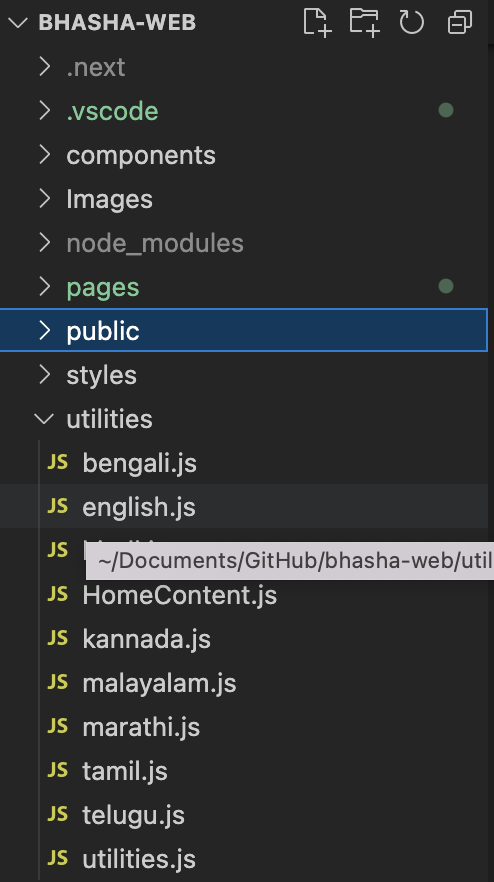 BHASHA-WEB
.next
.vscode
components
Images
node_modules
pages
public
styles
utilities
JS bengali.js
JS english.js
JS
~/Documents/GitHub/bhasha-web/util
JS HomeContent.js
JS kannada.js
JS malayalam.js
JS marathi.js
JS tamil.js
JS telugu.js
JS utilities.js